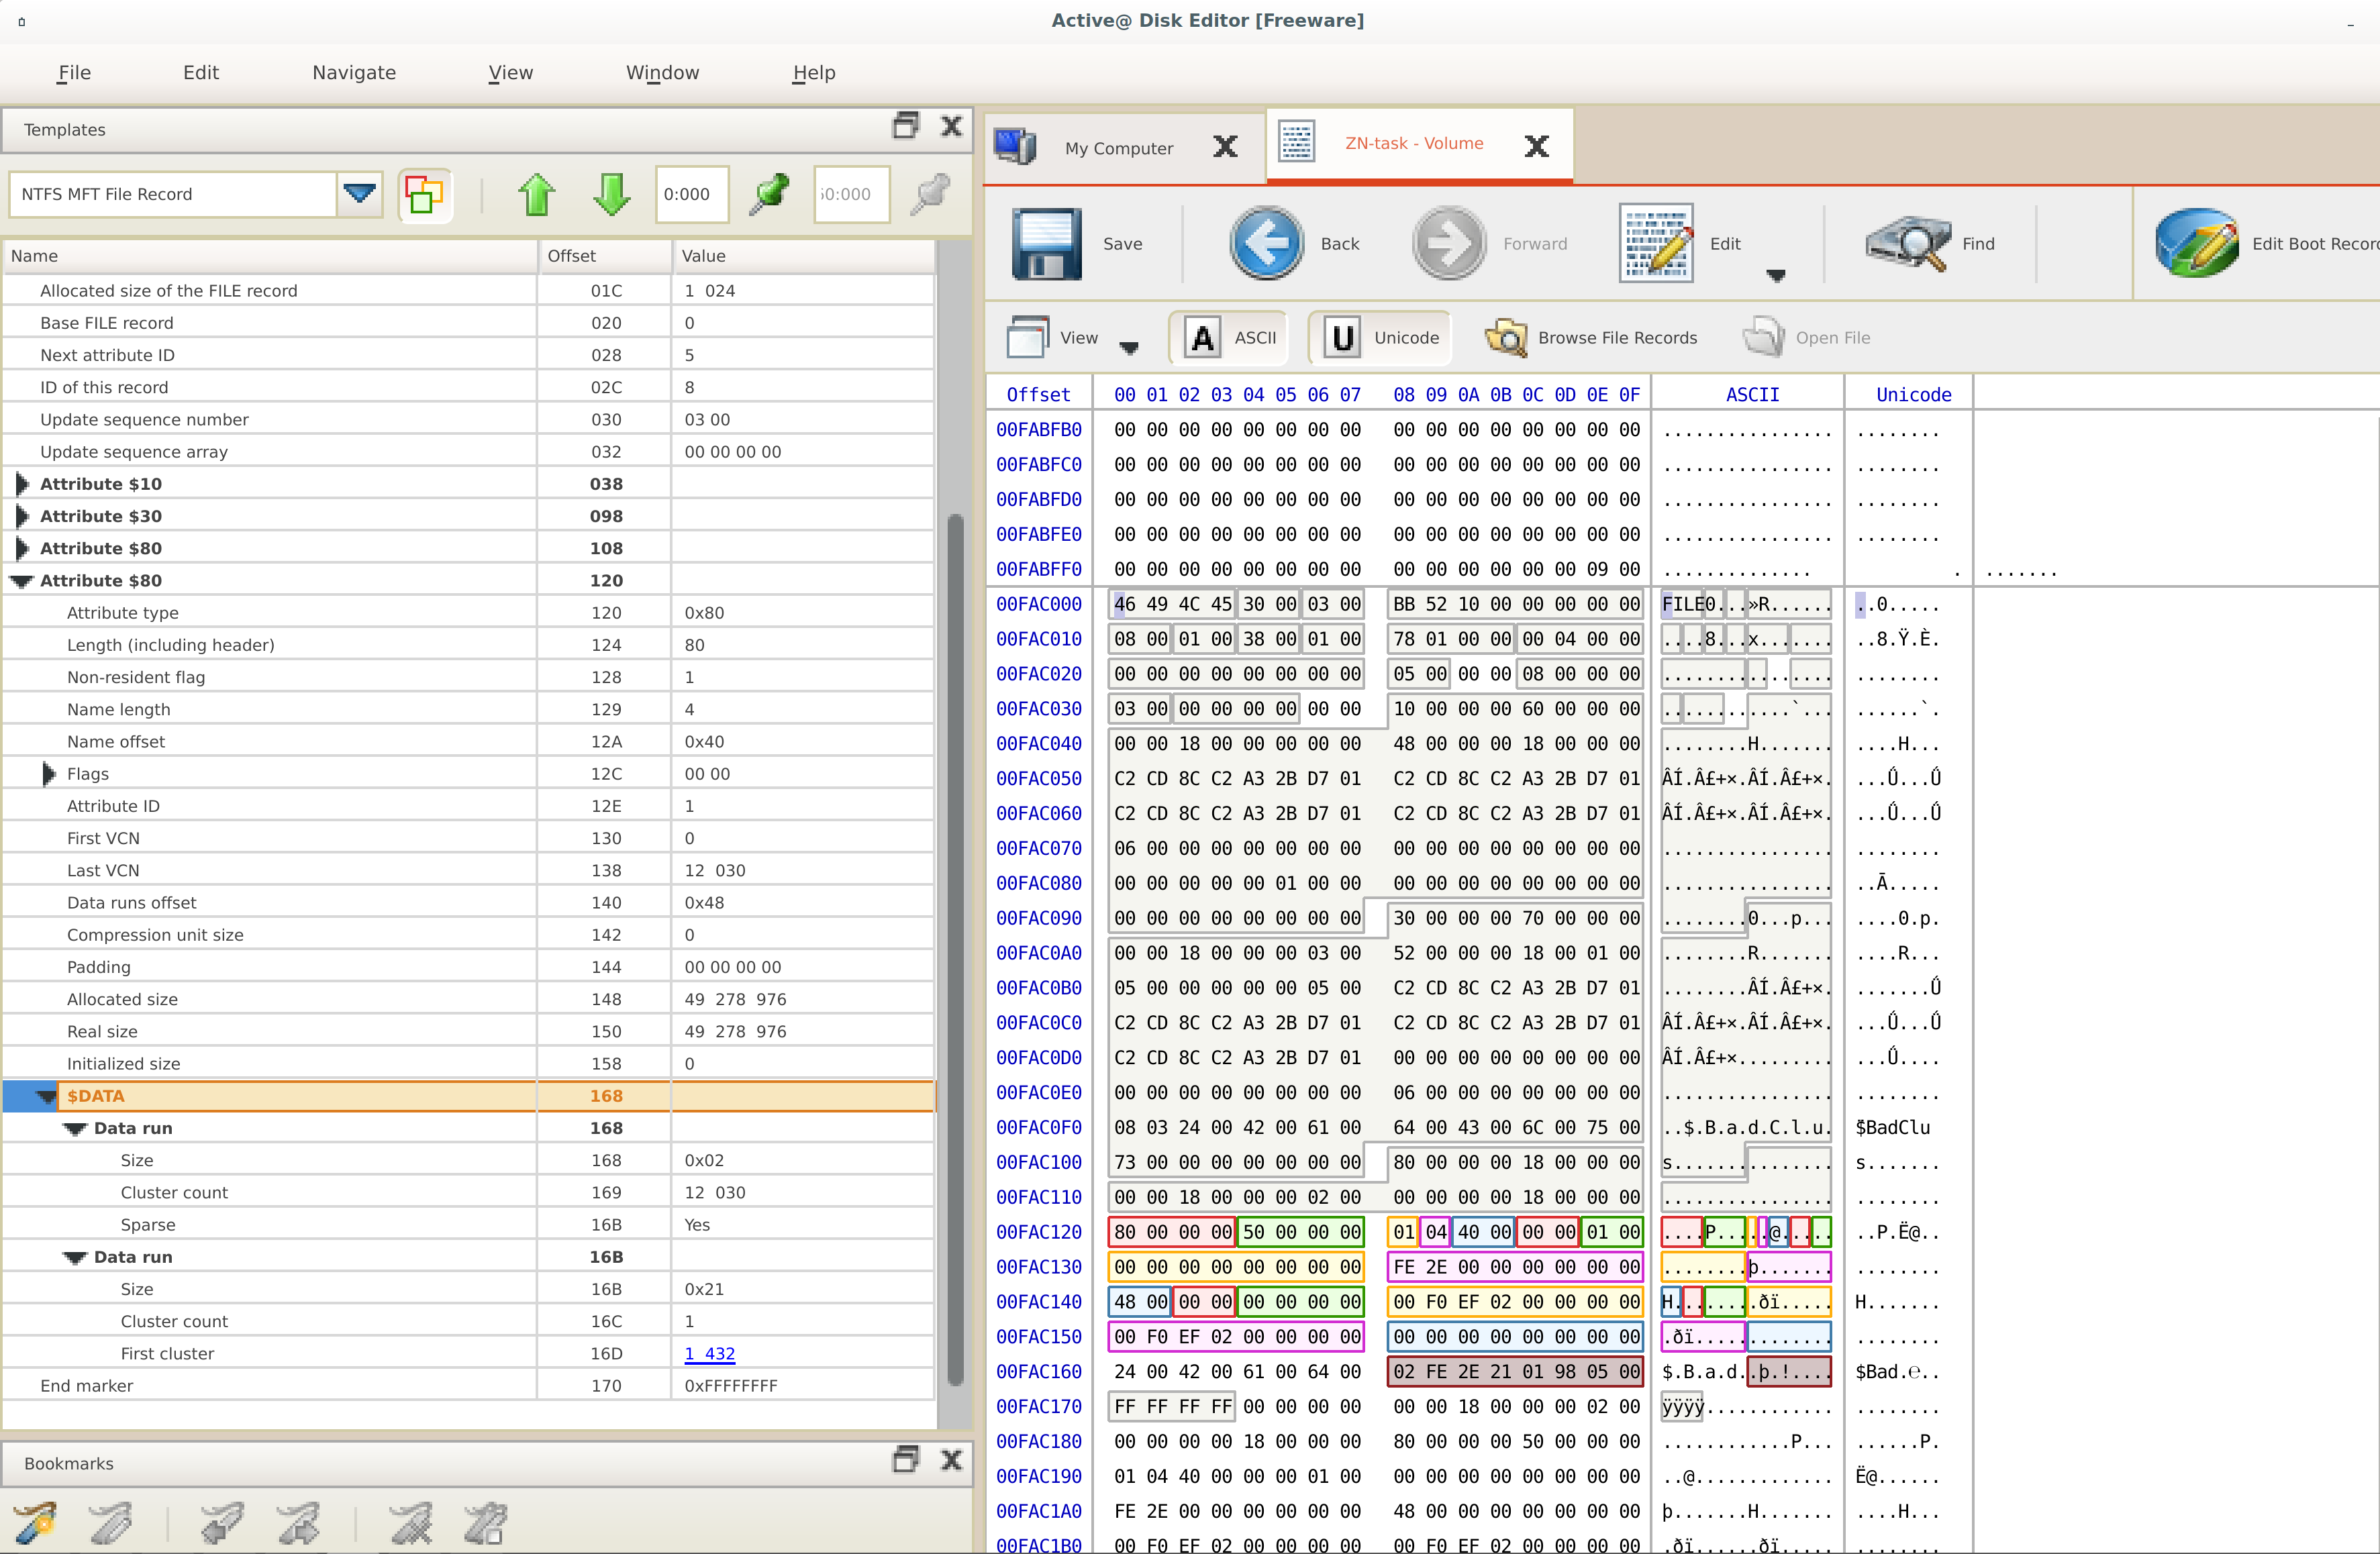 Active@ Disk Editor [Freeware]
File Edit Navigate View Window Help
Templates
NTFS MFT File Record 0:000 50:000
Name Offset Value
Allocated size of the FILE record 01C 1 024
Base FILE record 020 0
Next attribute ID 028 5
ID of this record 02C 8
Update sequence number 030 03 00
Update sequence array 032 00 00 00 00
Attribute $10 038
Attribute $30 098
Attribute $80 108
Attribute $80 120
Attribute type 120 0x80
Length (including header) 124 80
Non-resident flag 128 1
Name length 129 4
Name offset 12A 0x40
Flags 12C 00 00
Attribute ID 12E 1
First VCN 130 0
Last VCN 138 12 030
Data runs offset 140 0x48
Compression unit size 142 0
Padding 144 00 00 00 00
Allocated size 148 49 278 976
Real size 150 49 278 976
Initialized size 158 0
$DATA 168
Data run 168
Size 168 0x02
Cluster count 169 12 030
Sparse 16B Yes
Data run 16B
Size 16B 0x21
Cluster count 16C 1
First cluster 16D 1 432
End marker 170 0xFFFFFFFF
Bookmarks
My Computer ZN-task - Volume
Save Back Forward Edit Find Edit Boot Recor
View A ASCII U Unicode Browse File Records Open File
Offset 00 01 02 03 04 05 06 07 08 09 0A 0B 0C 0D 0E 0F ASCII Unicode
00FABFB0 00 00 00 00 00 00 00 00 00 00 00 00 00 00 00 00 ................ ........
00FABFC0 00 00 00 00 00 00 00 00 00 00 00 00 00 00 00 00 ................ ........
00FABFD0 00 00 00 00 00 00 00 00 00 00 00 00 00 00 00 00 ................ ........
00FABFE0 00 00 00 00 00 00 00 00 00 00 00 00 00 00 00 00 ................ ........
00FABFF0 00 00 00 00 00 00 00 00 00 00 00 00 00 00 09 00 .............. . .......
00FAC000 46 49 4C 45 30 00 03 00 BB 52 10 00 00 00 00 00 FILE0...»R...... ..0.....
00FAC010 08 00 01 00 38 00 01 00 78 01 00 00 00 04 00 00 ....8...x....... ..8.Ÿ.È.
00FAC020 00 00 00 00 00 00 00 00 05 00 00 00 08 00 00 00 ................ ........
00FAC030 03 00 00 00 00 00 00 00 10 00 00 00 60 00 00 00 ............`... ......`.
00FAC040 00 00 18 00 00 00 00 00 48 00 00 00 18 00 00 00 ........H....... ....H...
00FAC050 C2 CD 8C C2 A3 2B D7 01 C2 CD 8C C2 A3 2B D7 01 ÂÍ.Â£+×.ÂÍ.Â£+×. ...Ǘ...Ǘ
00FAC060 C2 CD 8C C2 A3 2B D7 01 C2 CD 8C C2 A3 2B D7 01 ÂÍ.Â£+×.ÂÍ.Â£+×. ...Ǘ...Ǘ
00FAC070 06 00 00 00 00 00 00 00 00 00 00 00 00 00 00 00 ................ ........
00FAC080 00 00 00 00 00 01 00 00 00 00 00 00 00 00 00 00 ................ ..Ā.....
00FAC090 00 00 00 00 00 00 00 00 30 00 00 00 70 00 00 00 ........0...p... ....0.p.
00FAC0A0 00 00 18 00 00 00 03 00 52 00 00 00 18 00 01 00 ........R....... ....R...
00FAC0B0 05 00 00 00 00 00 05 00 C2 CD 8C C2 A3 2B D7 01 ........ÂÍ.Â£+×. .......Ǘ
00FAC0C0 C2 CD 8C C2 A3 2B D7 01 C2 CD 8C C2 A3 2B D7 01 ÂÍ.Â£+×.ÂÍ.Â£+×. ...Ǘ...Ǘ
00FAC0D0 C2 CD 8C C2 A3 2B D7 01 00 00 00 00 00 00 00 00 ÂÍ.Â£+×......... ...Ǘ....
00FAC0E0 00 00 00 00 00 00 00 00 06 00 00 00 00 00 00 00 ................ ........
00FAC0F0 08 03 24 00 42 00 61 00 64 00 43 00 6C 00 75 00 ..$.B.a.d.C.l.u. $BadClu
00FAC100 73 00 00 00 00 00 00 00 80 00 00 00 18 00 00 00 s............... s.......
00FAC110 00 00 18 00 00 00 02 00 00 00 00 00 18 00 00 00 ................ ........
00FAC120 80 00 00 00 50 00 00 00 01 04 40 00 00 00 01 00 ....P.....@..... ..P.Ё@..
00FAC130 00 00 00 00 00 00 00 00 FE 2E 00 00 00 00 00 00 ........þ....... ........
00FAC140 48 00 00 00 00 00 00 00 00 F0 EF 02 00 00 00 00 H........ðï..... H.......
00FAC150 00 F0 EF 02 00 00 00 00 00 00 00 00 00 00 00 00 .ðï............. ........
00FAC160 24 00 42 00 61 00 64 00 02 FE 2E 21 01 98 05 00 $.B.a.d..þ.!.... $Bad.℮..
00FAC170 FF FF FF FF 00 00 00 00 00 00 18 00 00 00 02 00 ÿÿÿÿ............ ........
00FAC180 00 00 00 00 18 00 00 00 80 00 00 00 50 00 00 00 ............P... ......P.
00FAC190 01 04 40 00 00 00 01 00 00 00 00 00 00 00 00 00 ..@............. Ё@......
00FAC1A0 FE 2E 00 00 00 00 00 00 48 00 00 00 00 00 00 00 þ.......H....... ....H...
00FAC1B0 00 F0 EF 02 00 00 00 00 00 F0 EF 02 00 00 00 00 .ðï......ðï..... ........